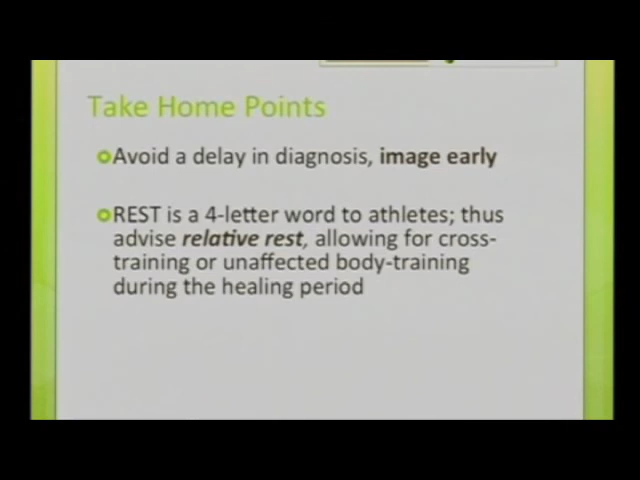 Take Home Points
Avoid a delay in diagnosis, image early
REST is a 4-letter word to athletes; thus
advise relative rest, allowing for cross-
training or unaffected body-training
during the healing period